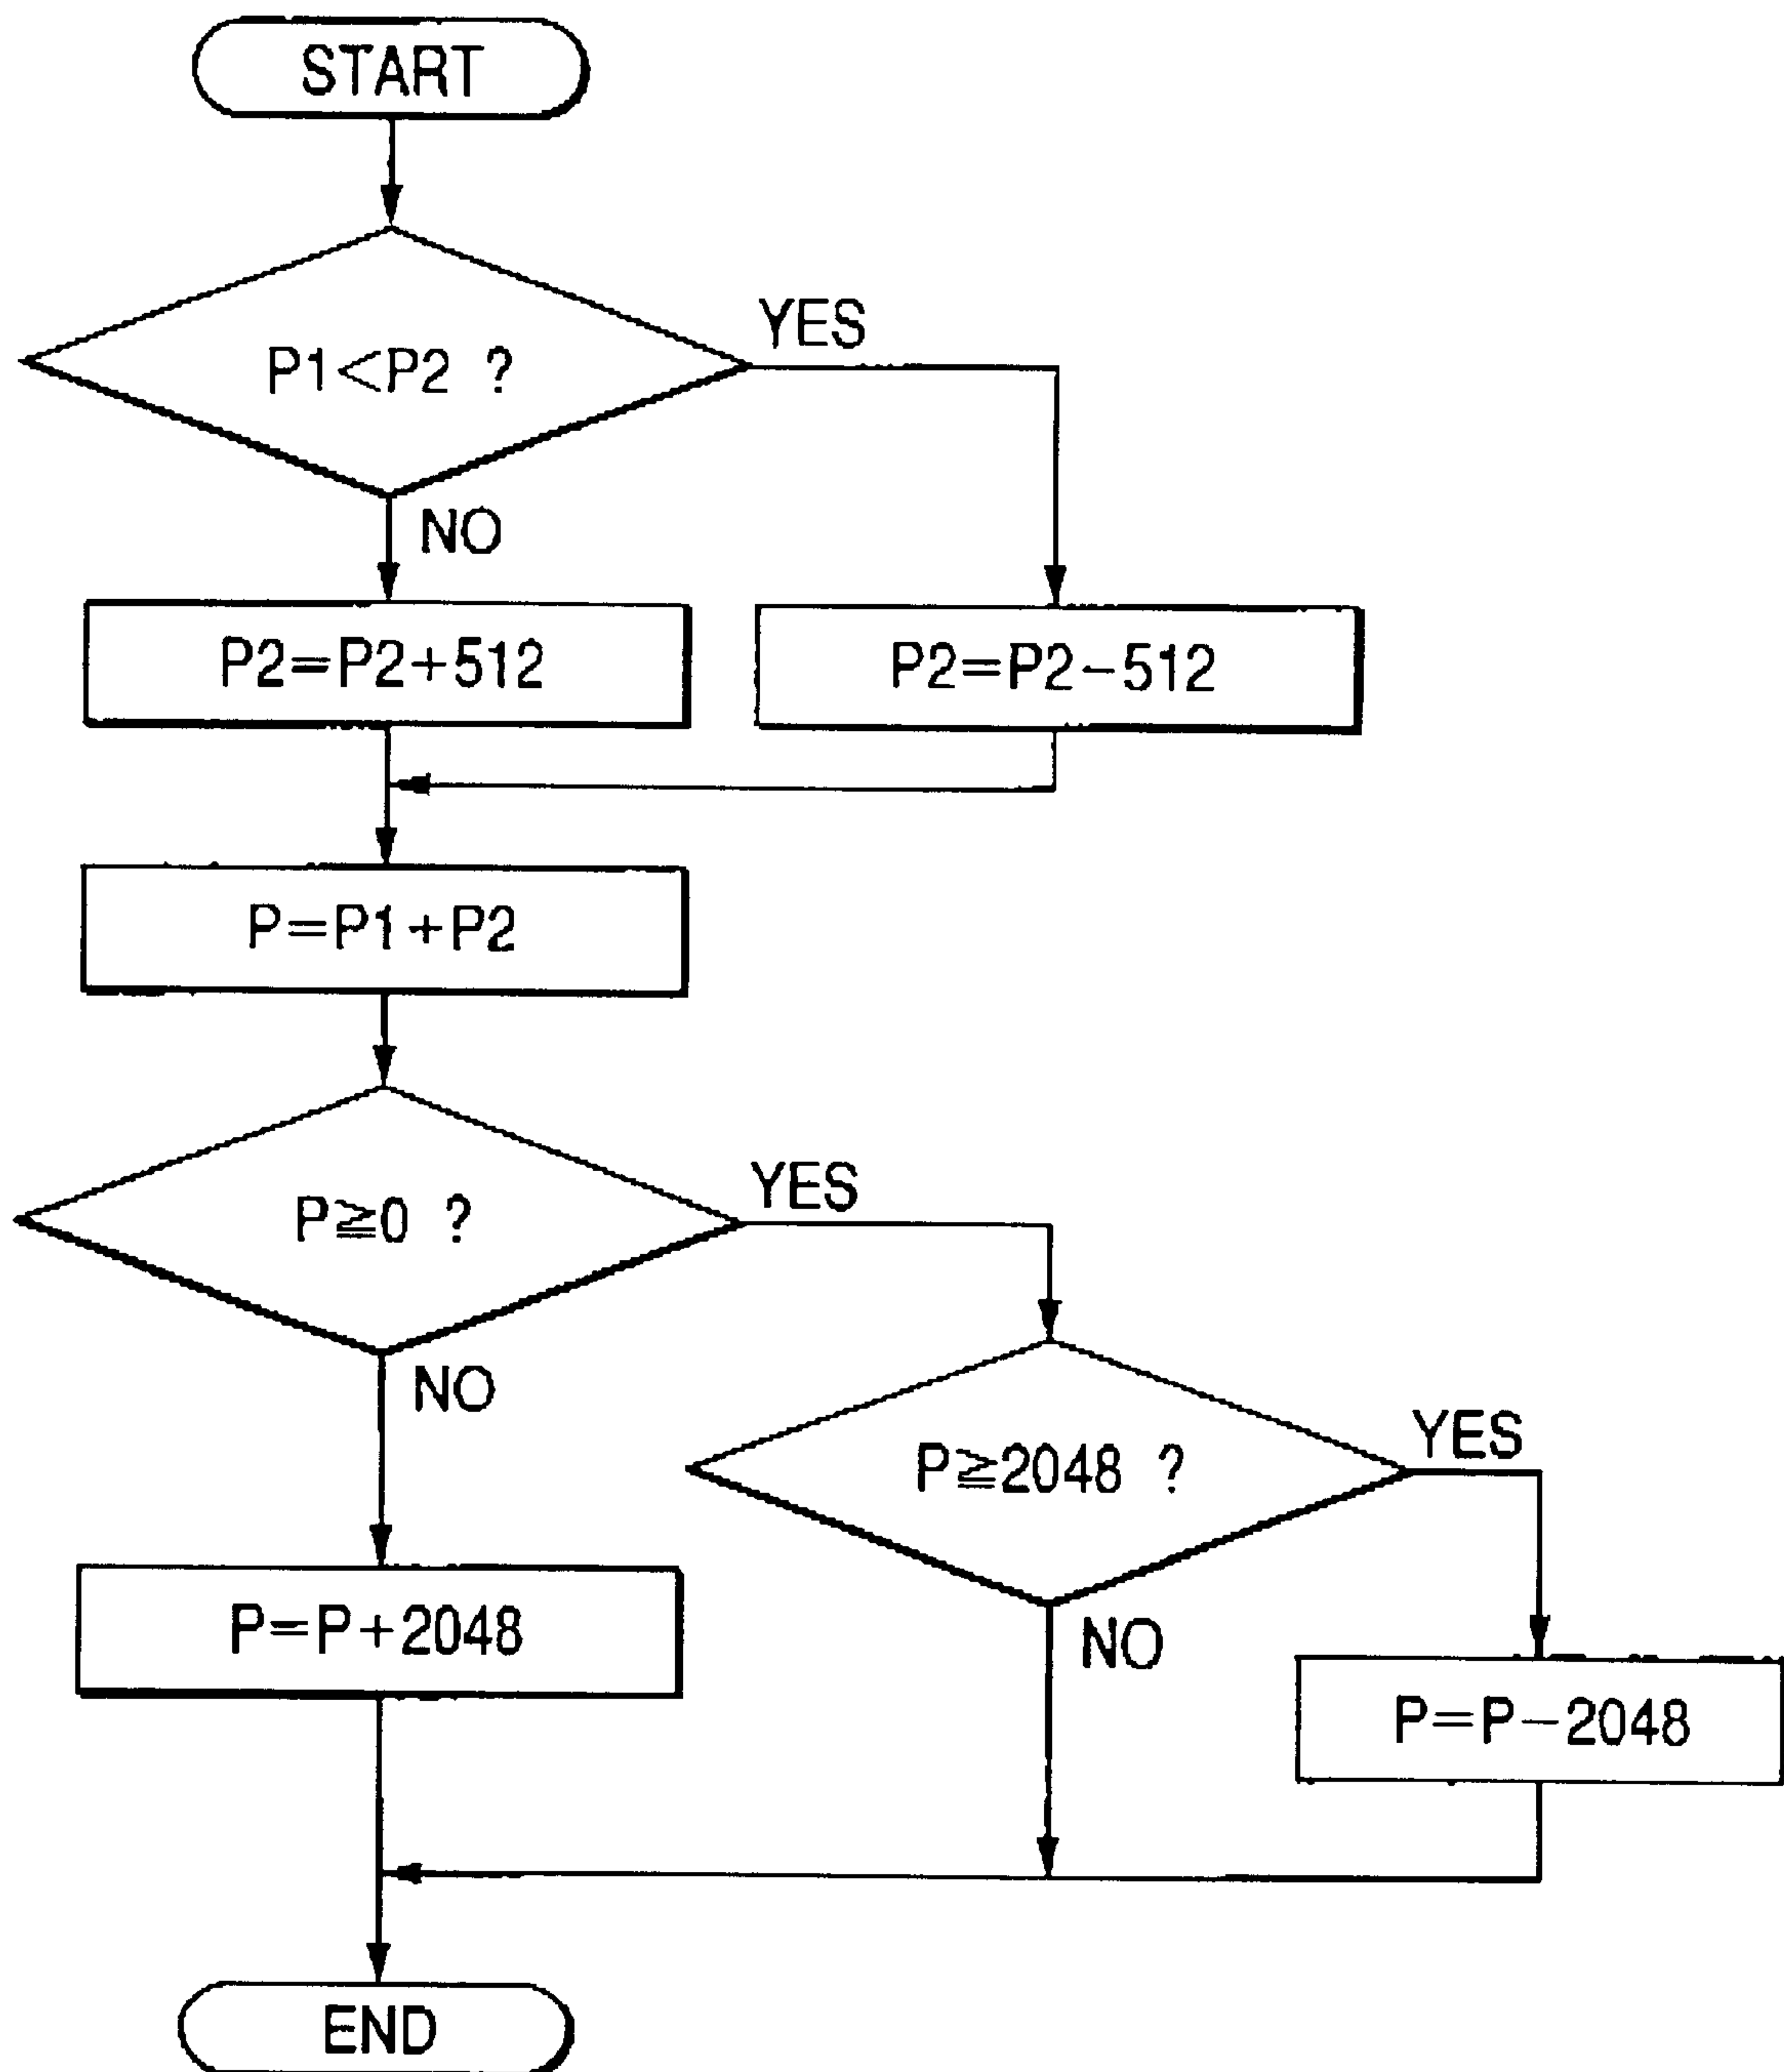 START
P1<P2 ?
YES
NO
P2=P2+512
P2=P2−512
P=P1+P2
P≧0 ?
YES
NO
P≧2048 ?
YES
NO
P=P+2048
P=P−2048
END